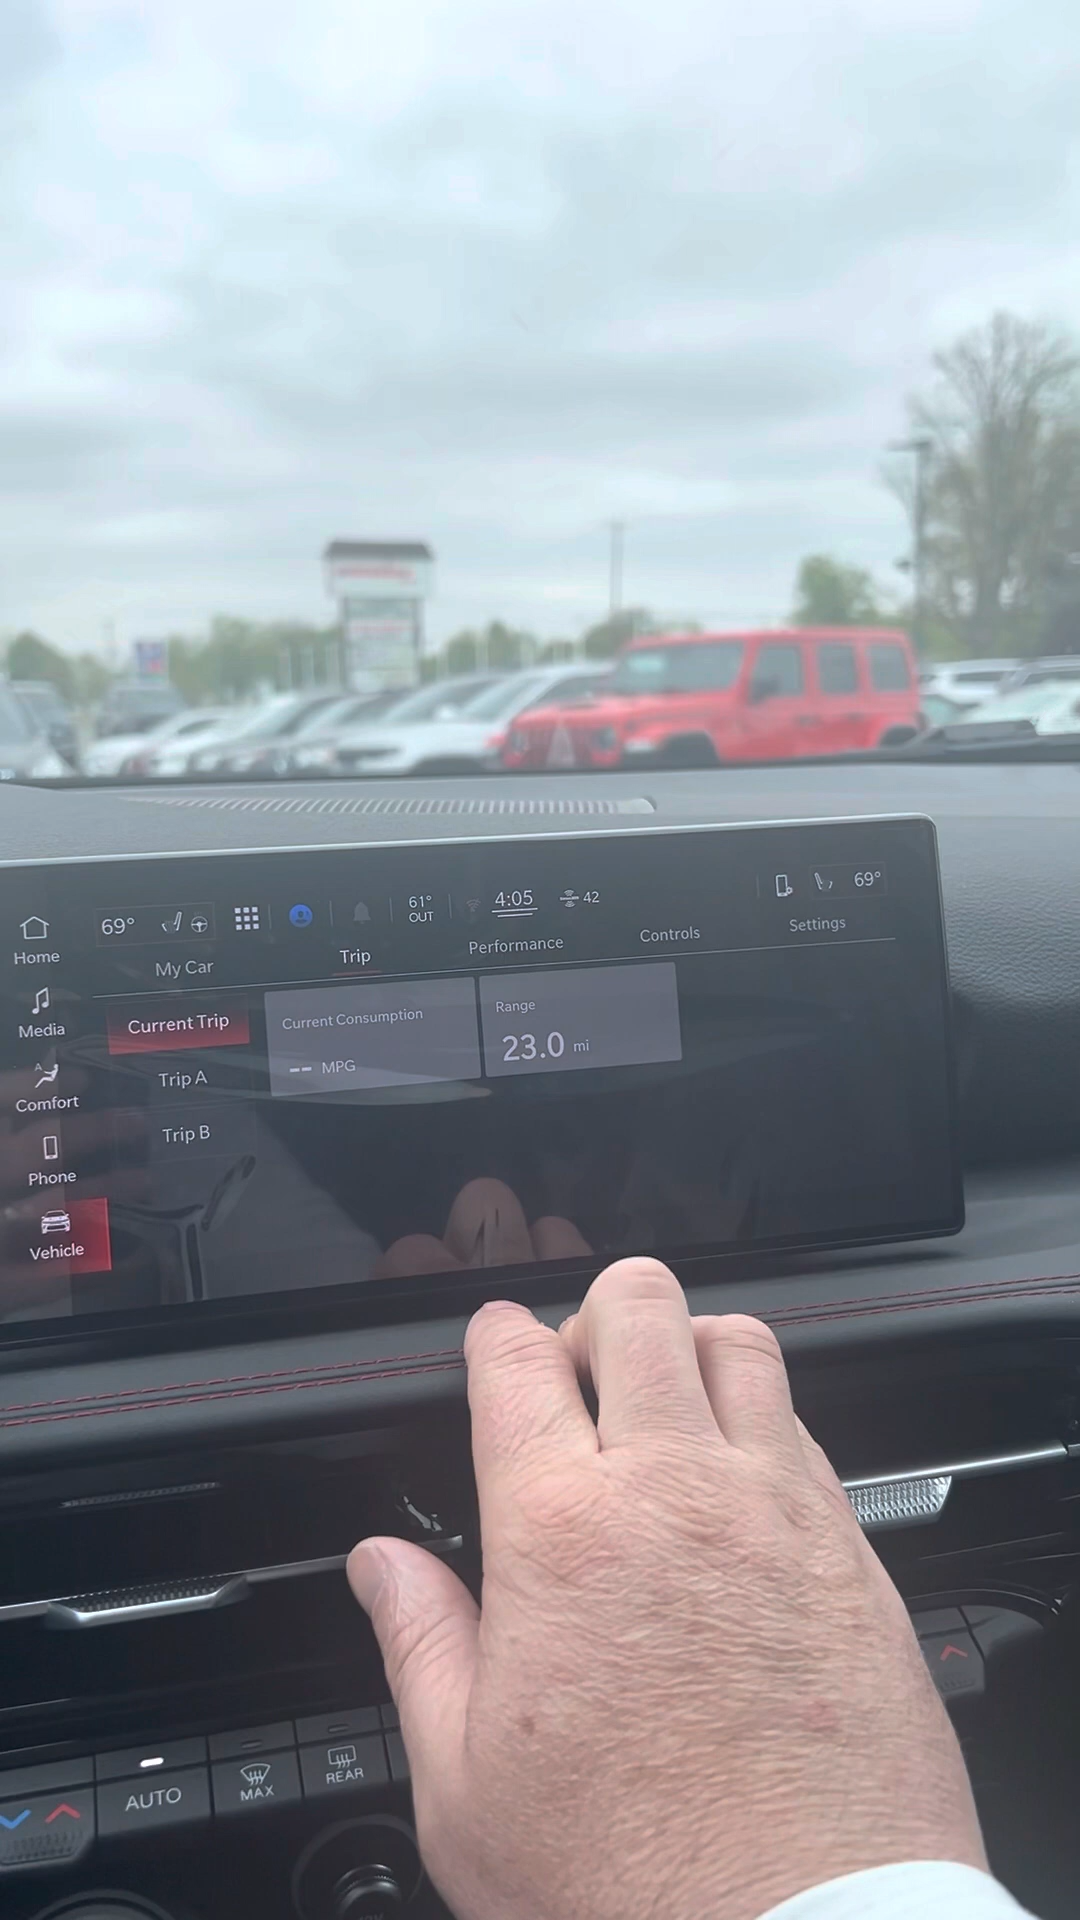 69°
61°
OUT
4:05
42
69°
Home
My Car
Trip
Performance
Controls
Settings
Media
Current Trip
Current Consumption
-- MPG
Range
23.0 mi
Trip A
Comfort
Trip B
Phone
Vehicle
AUTO
MAX
REAR